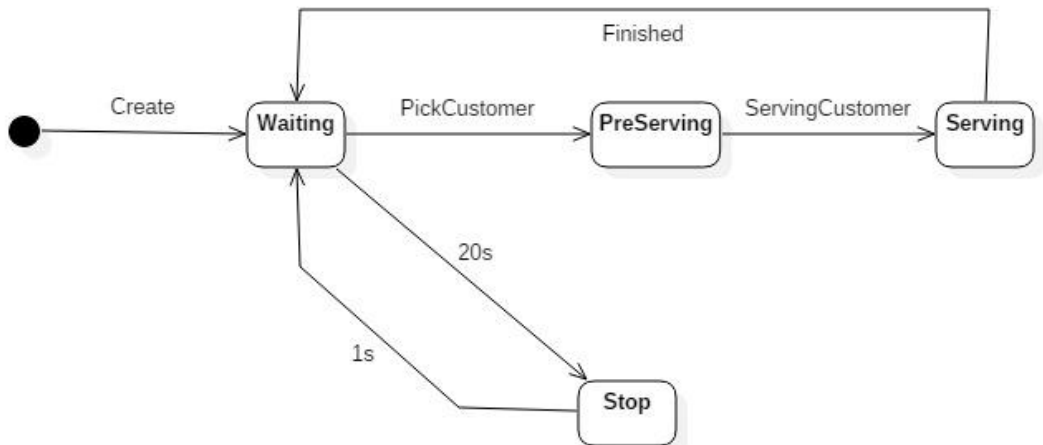 Finished
Create
PickCustomer
ServingCustomer
Waiting
PreServing
Serving
20s
1s
Stop